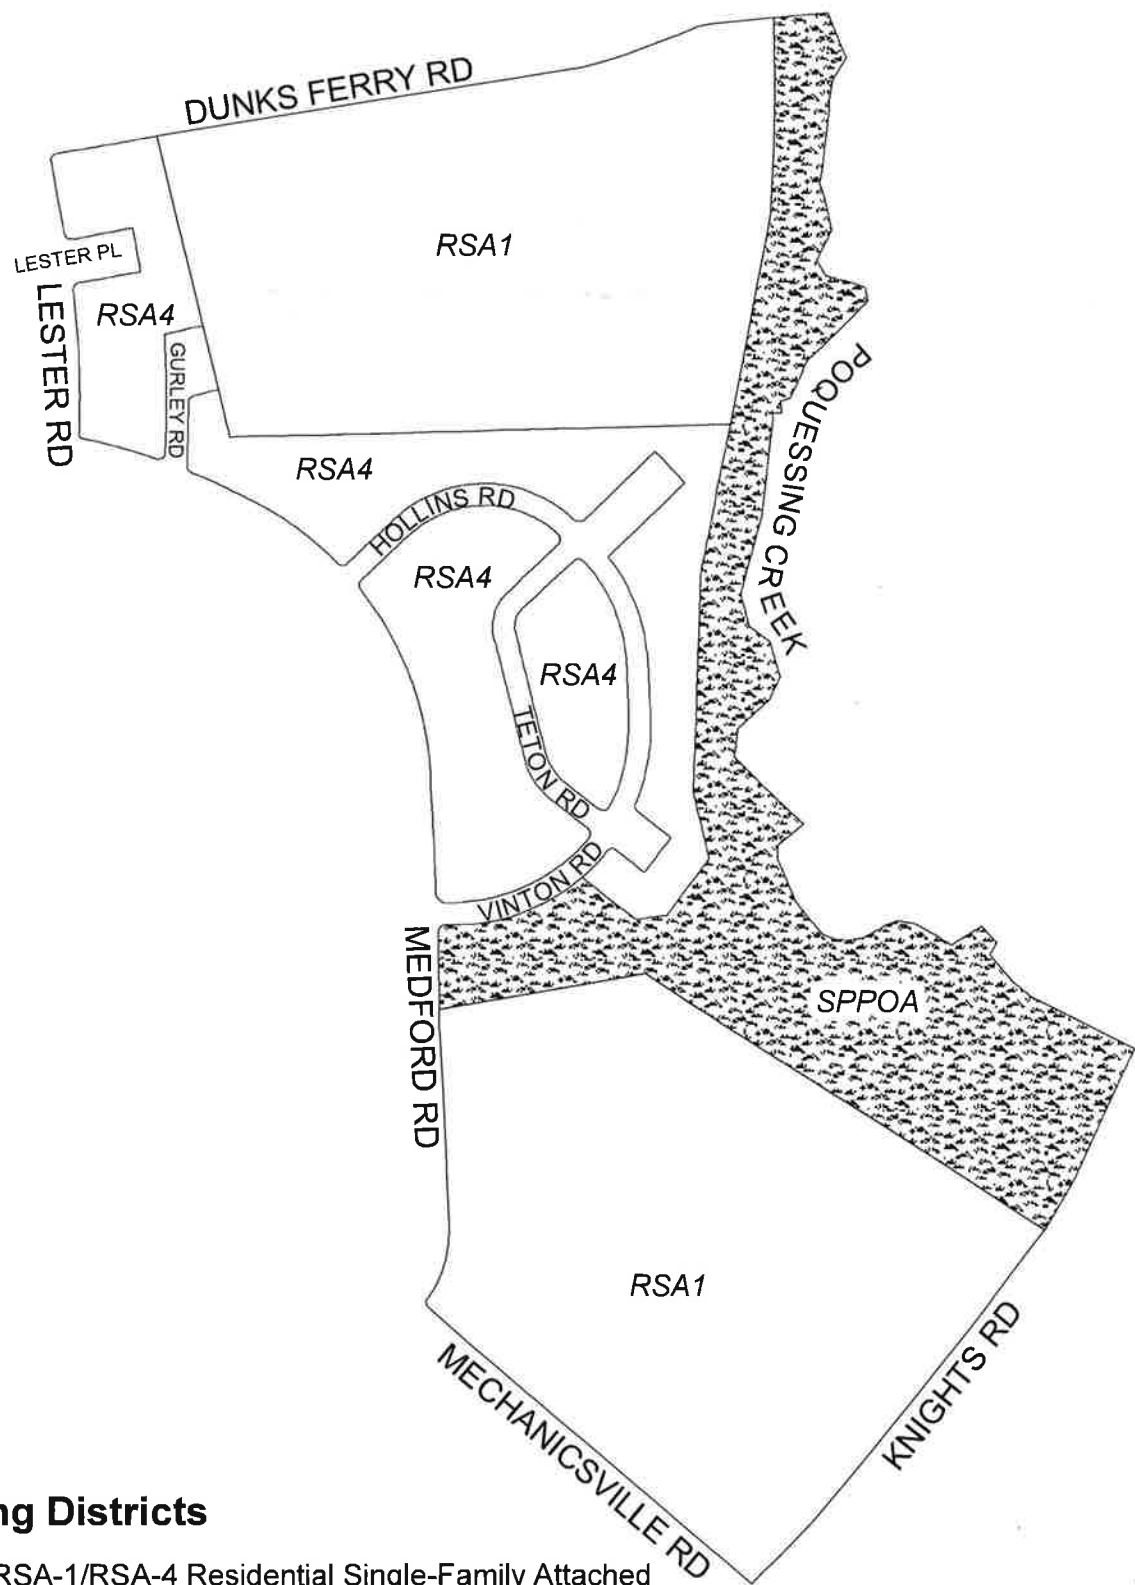 DUNKS FERRY RD
RSA1
LESTER PL
RSA4
LESTER RD
GURLEY RD
POQUESSING CREEK
RSA4
HOLLINS RD
RSA4
RSA4
TETON RD
VINTON RD
MEDFORD RD
SPPOA
RSA1
KNIGHTS RD
MECHANICSVILLE RD
ng Districts
RSA-1/RSA-4 Residential Single-Family Attached